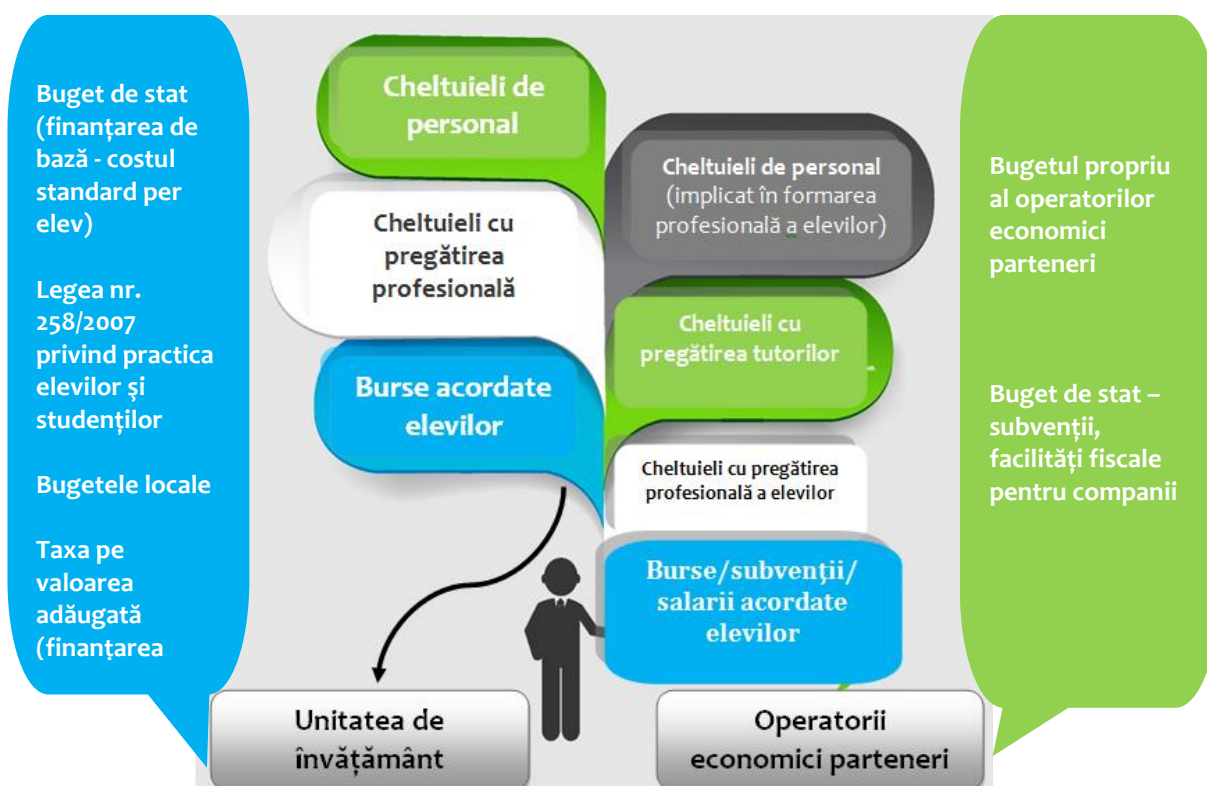 Buget de stat
(finanțarea de
bază - costul
standard per
elev)
Legea nr.
258/2007
privind practica
elevilor şi
studenților
Bugetele locale
Taxa pe
valoarea
adăugată
(finanțarea
Cheltuieli de
personal
Cheltuieli cu
pregătirea
profesională
Burse acordate
elevilor
Unitatea de
învățământ
Cheltuieli de personal
(implicat în formarea
profesională a elevilor)
Cheltuieli cu
pregătirea tutorilor
Cheltuieli cu pregătirea
profesională a elevilor
Burse/subvenții/
salarii acordate
elevilor
Operatorii
economici parteneri
Bugetul propriu
al operatorilor
economici
parteneri
Buget de stat –
subvenții,
facilități fiscale
pentru companii